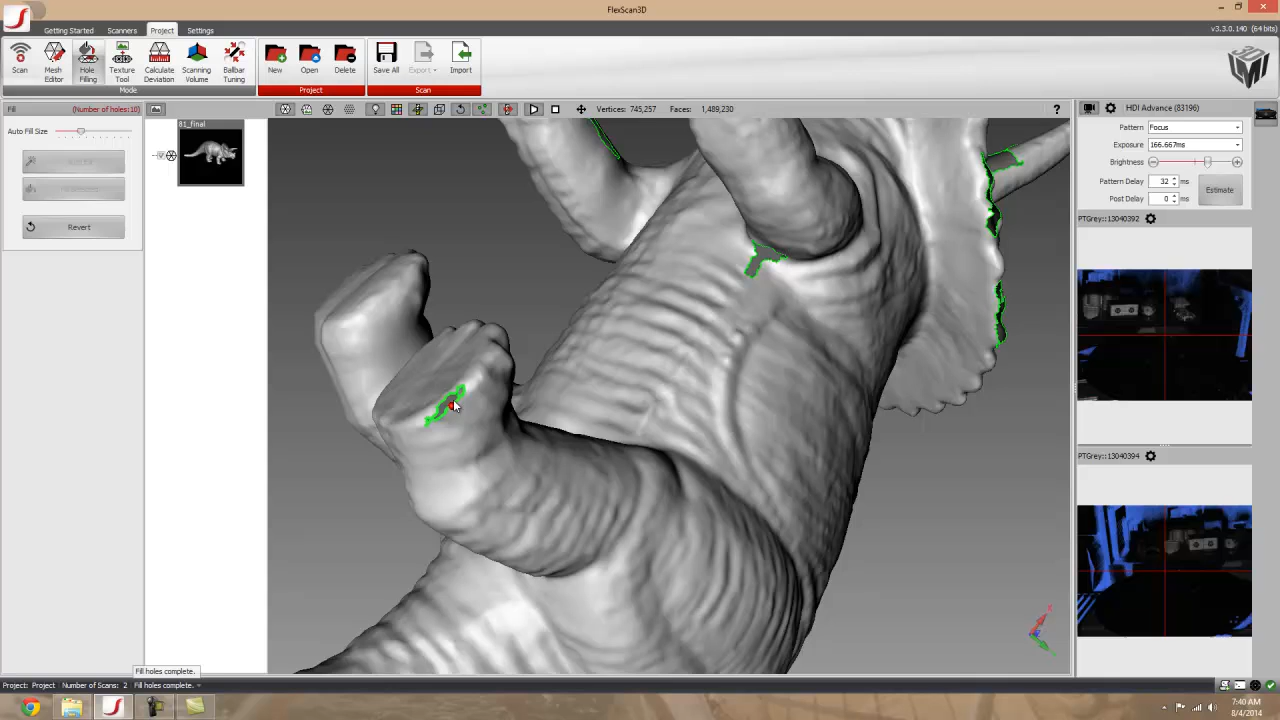 FlexScan3D
Getting Started Scanners Project Settings
v3.3.0.140 (64 bits)
Scan
Mesh Editor
Hole Filling
Texture Tool
Calculate Deviation
Scanning Volume
Ballbar Tuning
New
Open
Delete
Save All
Export
Import
Mode
Project
Scan
Fill (Number of holes:10)
Auto Fill Size
Revert
81_final
Vertices: 745,257 Faces: 1,489,230
?
HDI Advance (83196)
Pattern Focus
Exposure 166.667ms
Brightness
Pattern Delay 32 ms
Post Delay 0 ms
Estimate
PTGrey::13040392
PTGrey::13040394
Fill holes complete.
Project: Project Number of Scans: 2 Fill holes complete.
7:40 AM
8/4/2014